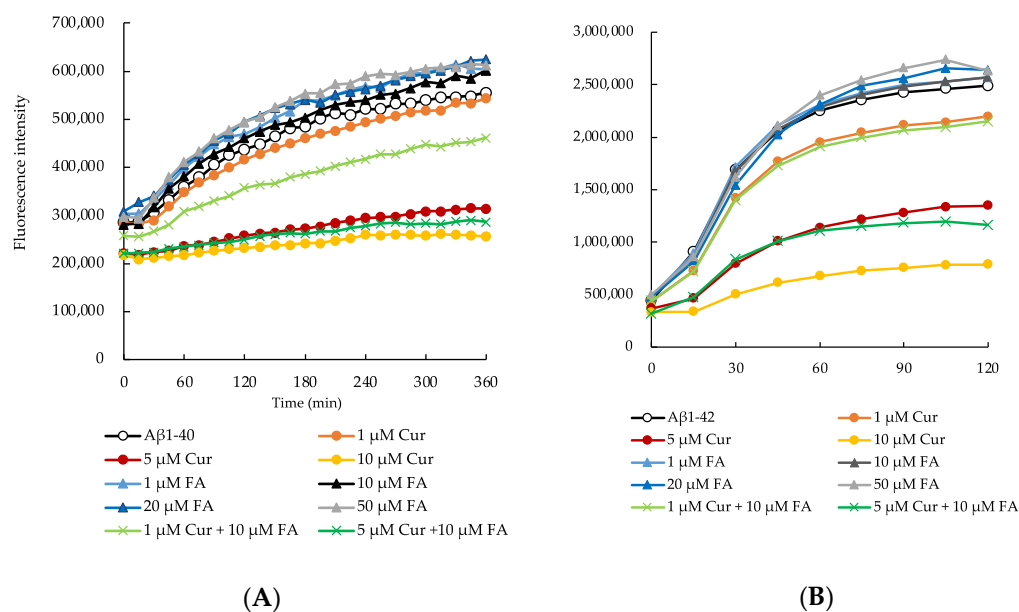 700,000
600,000
500,000
400,000
300,000
200,000
100,000
0
Fluorescence intensity
0 60 120 180 240 300 360
Time (min)
Aβ1-40 1 µM Cur
5 µM Cur 10 µM Cur
1 µM FA 10 µM FA
20 µM FA 50 µM FA
1 µM Cur + 10 µM FA 5 µM Cur +10 µM FA
(A)
3,000,000
2,500,000
2,000,000
1,500,000
1,000,000
500,000
0
0 30 60 90 120
Aβ1-42 1 µM Cur
5 µM Cur 10 µM Cur
1 µM FA 10 µM FA
20 µM FA 50 µM FA
1 µM Cur + 10 µM FA 5 µM Cur + 10 µM FA
(B)